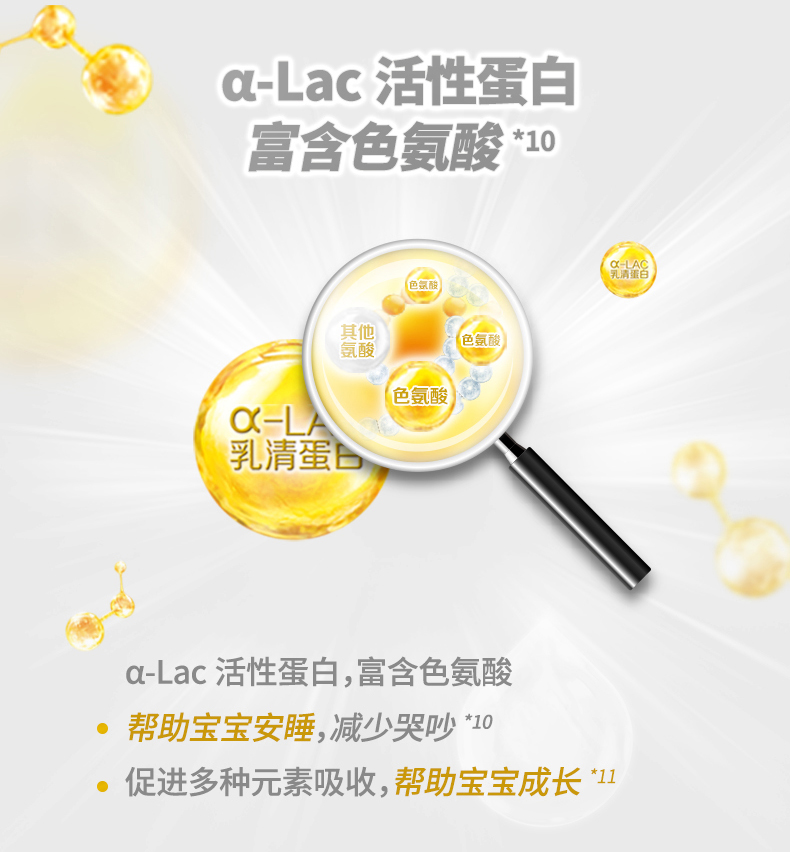 α-Lac 活性蛋白
富含色氨酸 *10
色氨酸
α-LAC
乳清蛋白
其他
氨酸
色氨酸
色氨酸
α-LA
乳清蛋白
α-Lac 活性蛋白,富含色氨酸
• 帮助宝宝安睡,减少哭吵 *10
• 促进多种元素吸收,帮助宝宝成长 *11